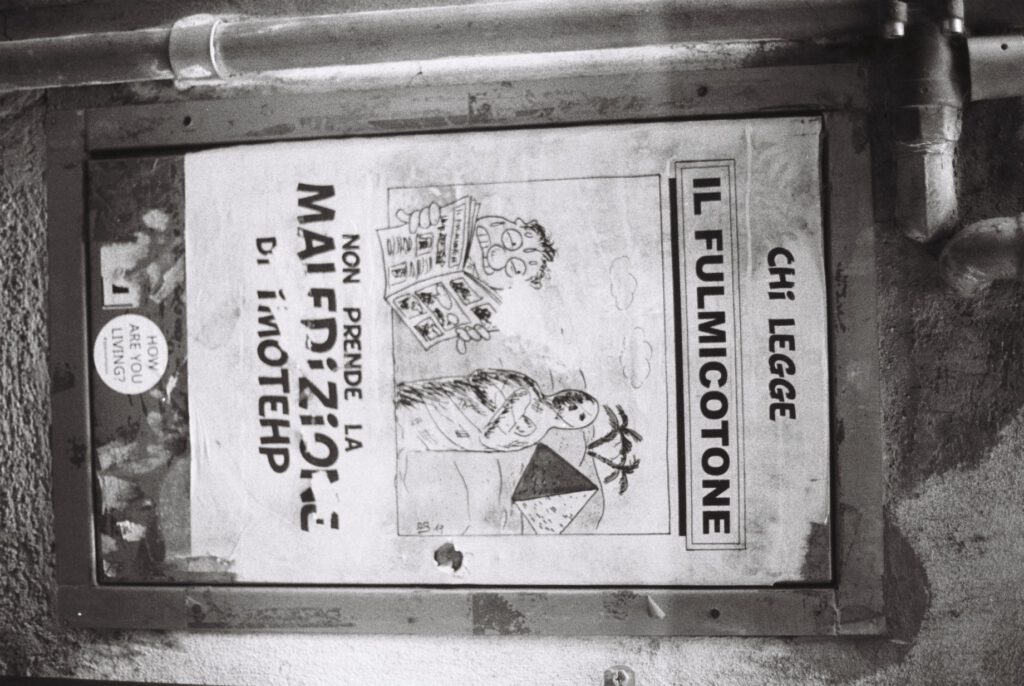 CHi LEGGE
IL FULMICOTONE
NON PRENDE LA
MALEDIZIONE
Di iMOTEHP
HOW
ARE YOU
LIVING?